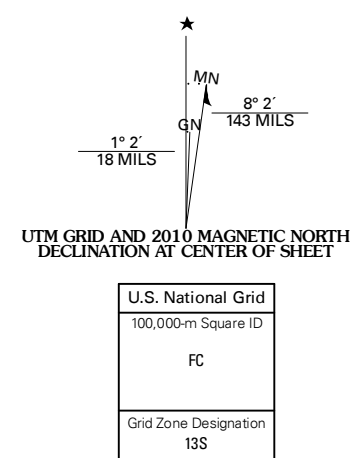 ★
MN
8° 2´
143 MILS
GN
1° 2´
18 MILS
UTM GRID AND 2010 MAGNETIC NORTH
DECLINATION AT CENTER OF SHEET
U.S. National Grid
100,000-m Square ID
FC
Grid Zone Designation
13S